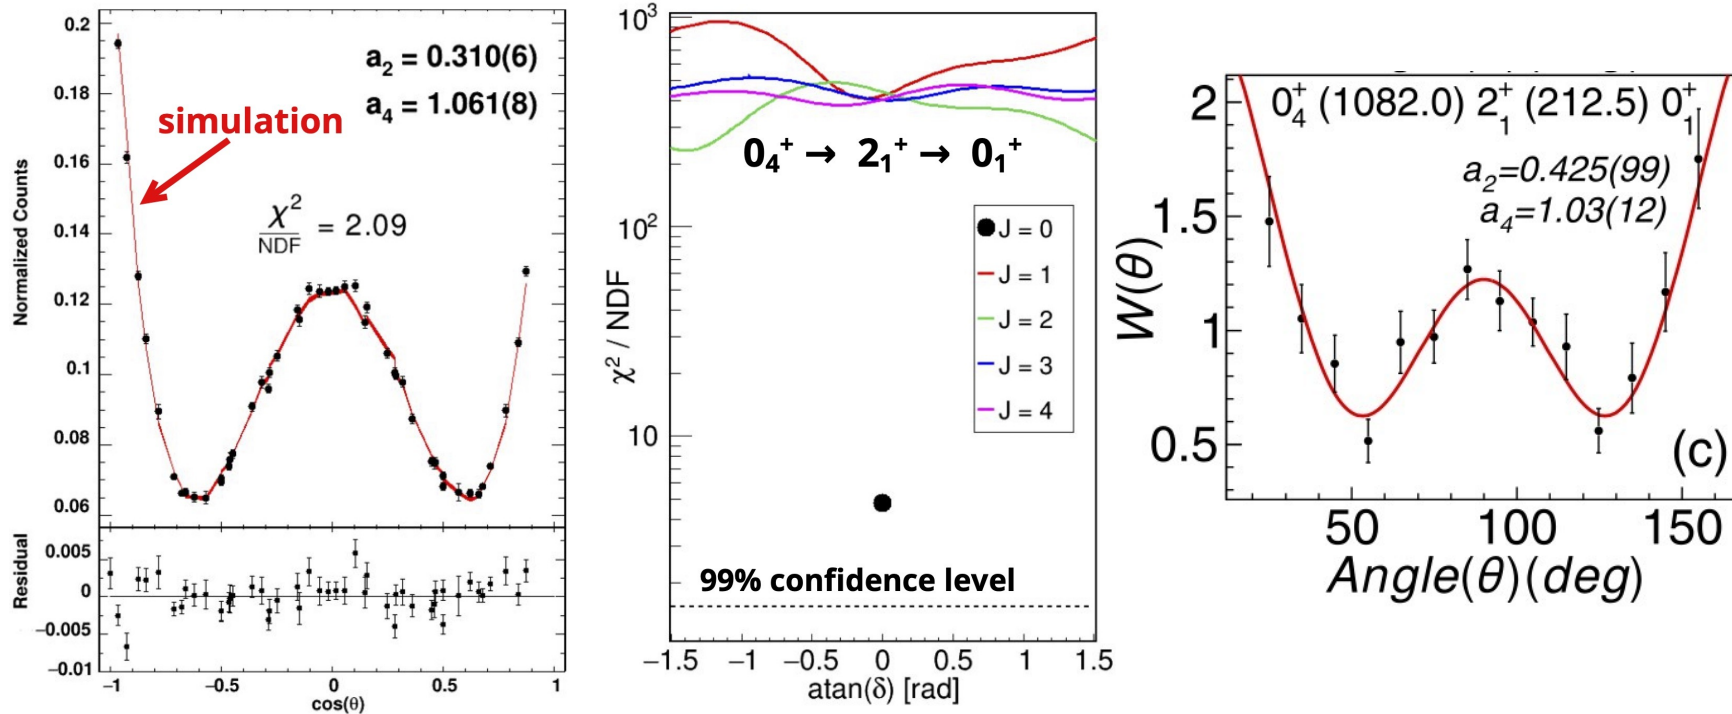 0.2
0.18
0.16
0.14
0.12
0.1
0.08
0.06
Normalized Counts
a₂ = 0.310(6)
a₄ = 1.061(8)
simulation
χ²
NDF
= 2.09
0.005
0
−0.005
−0.01
Residual
−1
−0.5
0
0.5
1
cos(θ)
10³
10²
10
χ² / NDF
0₄⁺ → 2₁⁺ → 0₁⁺
J = 0
J = 1
J = 2
J = 3
J = 4
99% confidence level
−1.5
−1
−0.5
0
0.5
1
1.5
atan(δ) [rad]
2
1.5
1
0.5
W(θ)
0₄⁺ (1082.0) 2₁⁺ (212.5) 0₁⁺
a₂=0.425(99)
a₄=1.03(12)
(c)
50
100
150
Angle(θ)(deg)